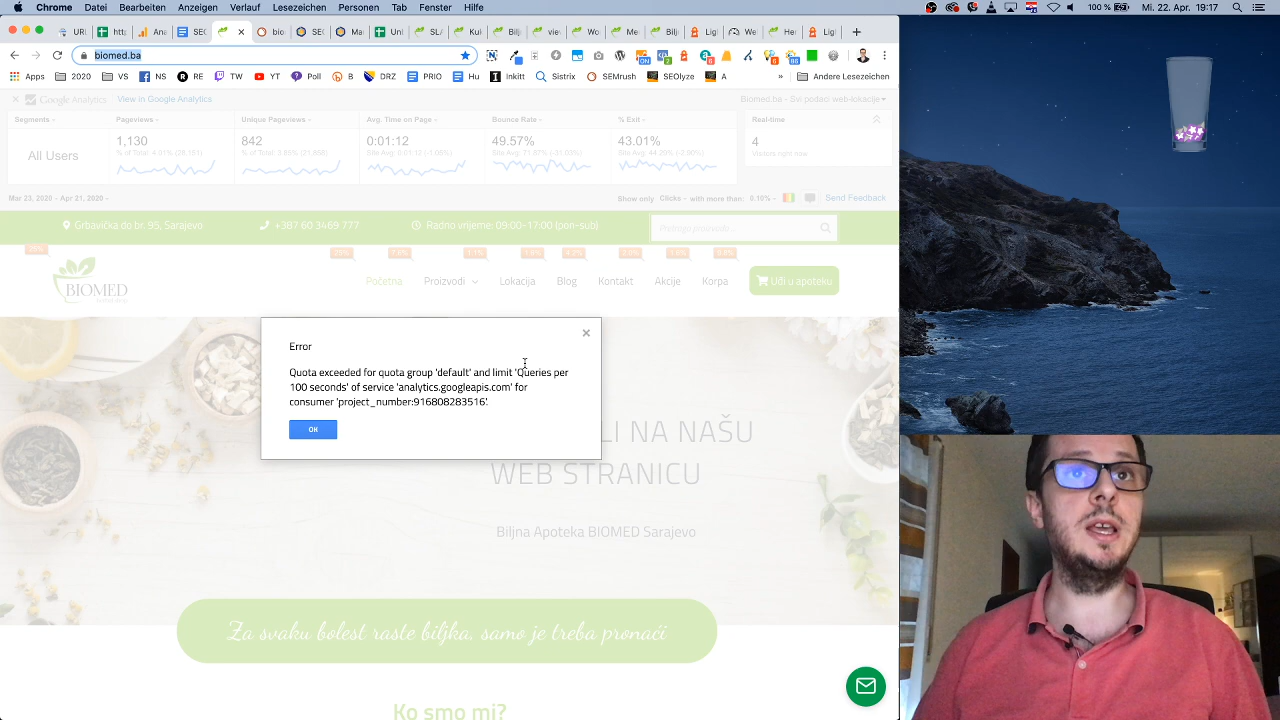 Chrome Datei Bearbeiten Anzeigen Verlauf Lesezeichen Personen Tab Fenster Hilfe
Mi. 22. Apr. 19:17
biomed.ba
Apps 2020 VS NS RE TW YT Poll B DRZ PRIO Hu Inkitt Sistrix SEMrush SEOlyze A » Andere Lesezeichen
Google Analytics View in Google Analytics Biomed.ba - Svi podaci web-lokacije
Segments Pageviews Unique Pageviews Avg. Time on Page Bounce Rate % Exit Real-time
All Users
1,130 842 0:01:12 49.57% 43.01% 4
Visitors right now
Mar 23, 2020 - Apr 21, 2020
Show only Clicks with more than: 0.10% Send Feedback
Grbavička do br. 95, Sarajevo +387 60 3469 777 Radno vrijeme: 09:00-17:00 (pon-sub)
BIOMED
Početna Proizvodi Lokacija Blog Kontakt Akcije Korpa Uđi u apoteku
Error
Quota exceeded for quota group 'default' and limit 'Queries per
100 seconds' of service 'analytics.googleapis.com' for
consumer 'project_number:916808283516'.
OK
LI NA NAŠU
WEB STRANICU
Biljna Apoteka BIOMED Sarajevo
Za svaku bolest raste biljka, samo je treba pronaći
Ko smo mi?